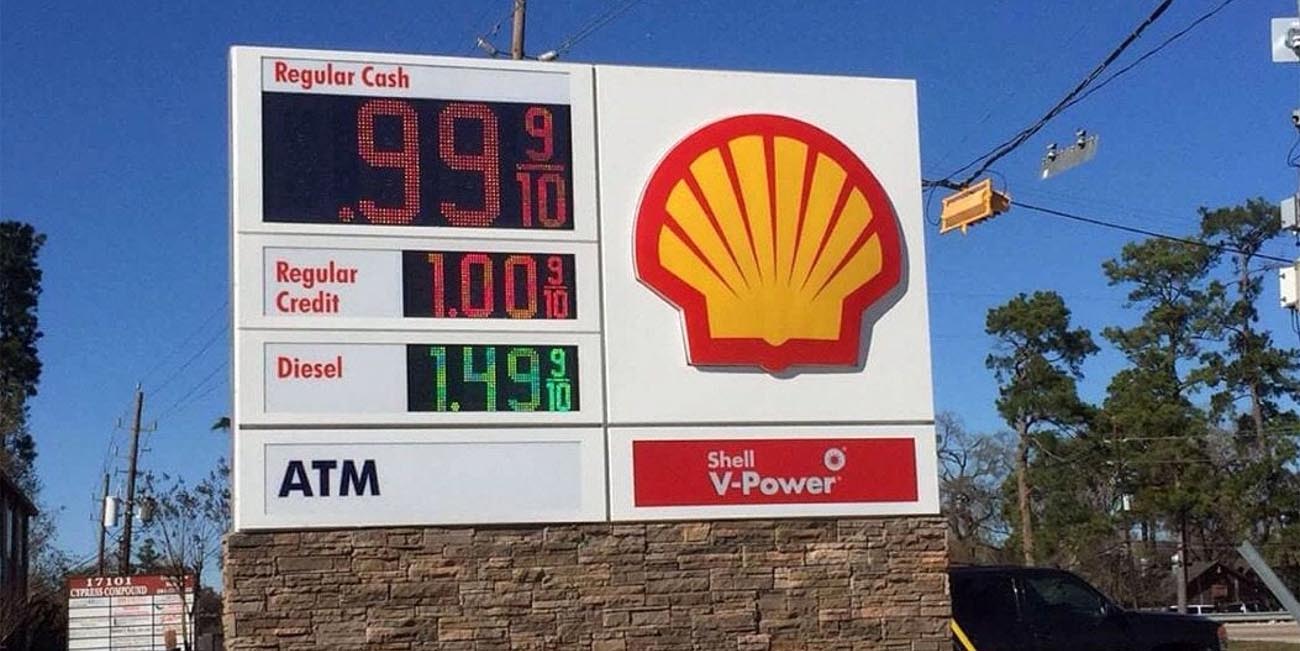 Regular Cash
.99 9/10
Regular
Credit
1.00 9/10
Diesel
1.49 9/10
ATM
Shell
V-Power
17101
CYPRESS COMPOUND